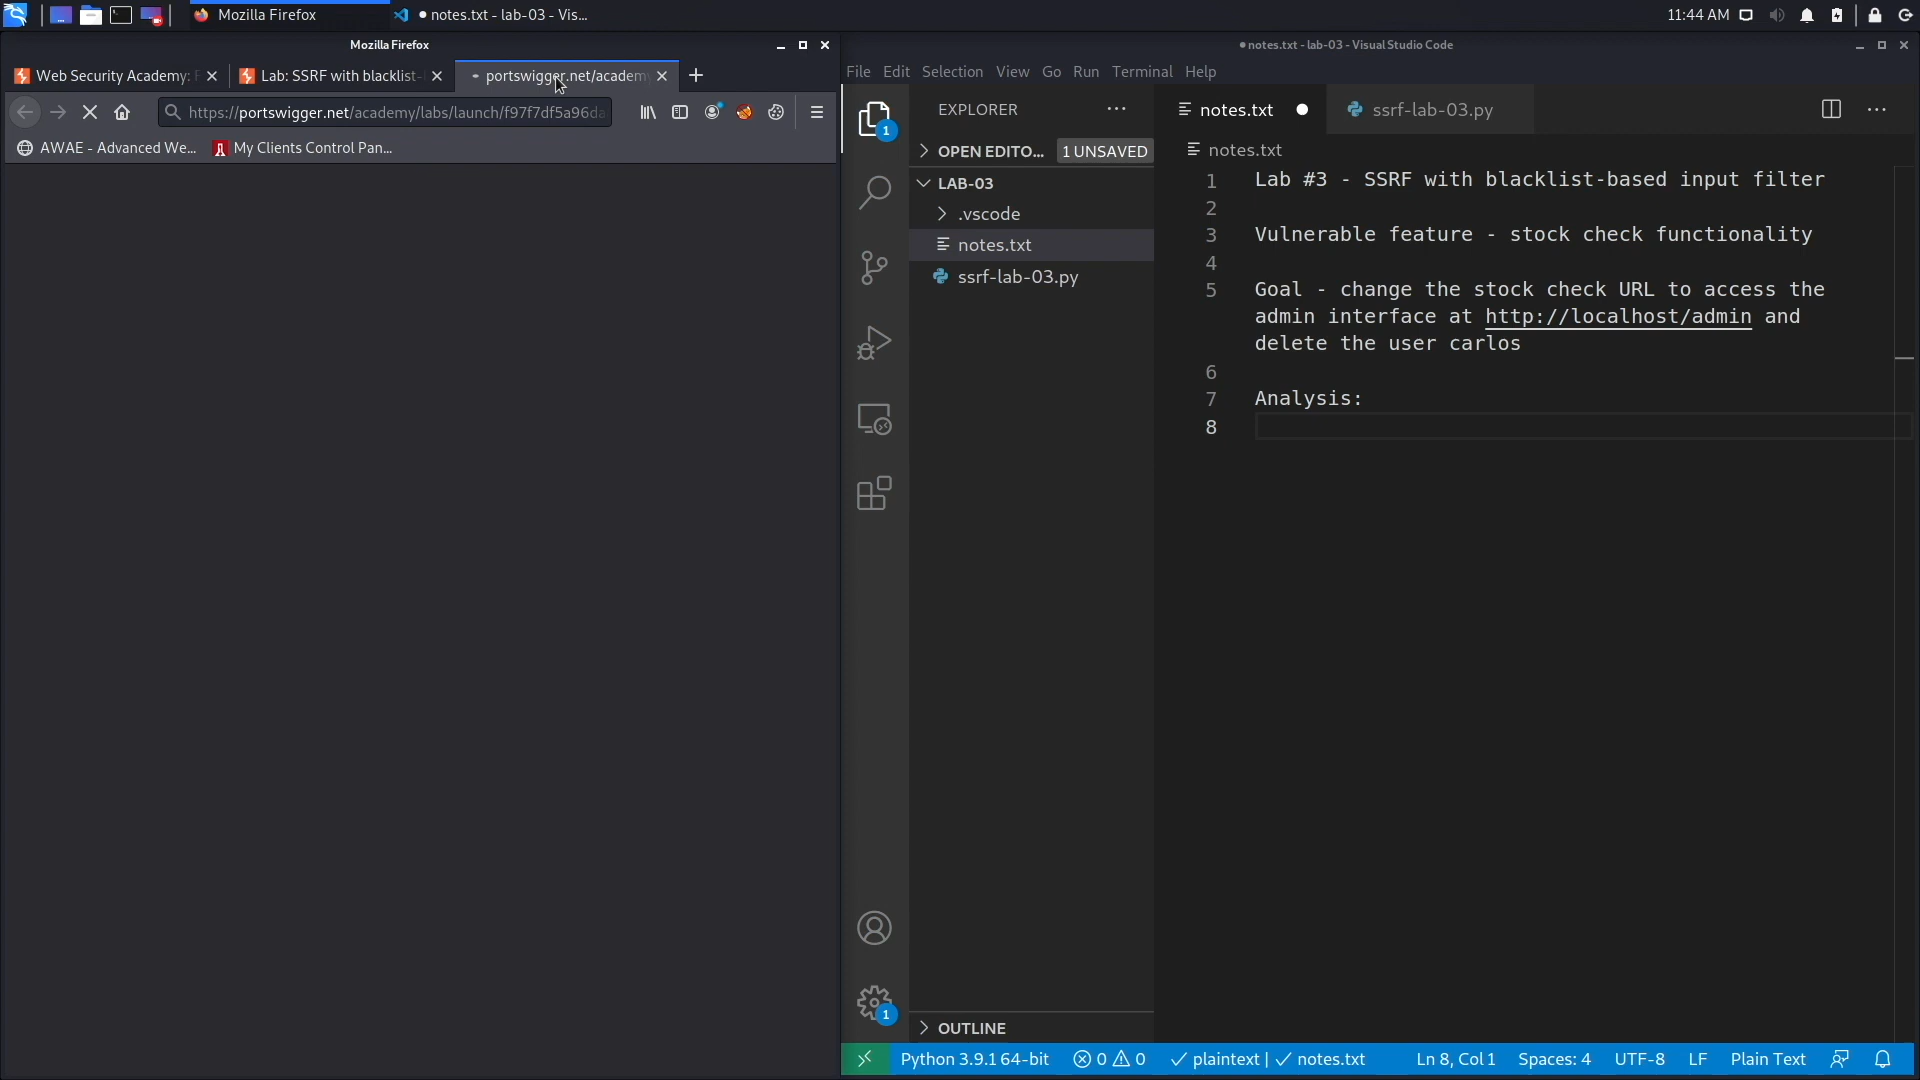 Mozilla Firefox
● notes.txt - lab-03 - Vis...
11:44 AM
Mozilla Firefox
● notes.txt - lab-03 - Visual Studio Code
Web Security Academy:
Lab: SSRF with blacklist-
portswigger.net/academy
File Edit Selection View Go Run Terminal Help
https://portswigger.net/academy/labs/launch/f97f7df5a96da
AWAE - Advanced We...
My Clients Control Pan...
1
EXPLORER
OPEN EDITO...
1 UNSAVED
LAB-03
.vscode
notes.txt
ssrf-lab-03.py
OUTLINE
1
notes.txt ●
ssrf-lab-03.py
notes.txt
1 Lab #3 - SSRF with blacklist-based input filter
2
3 Vulnerable feature - stock check functionality
4
5 Goal - change the stock check URL to access the
admin interface at http://localhost/admin and
delete the user carlos
6
7 Analysis:
8
Python 3.9.1 64-bit 0 0 plaintext | notes.txt Ln 8, Col 1 Spaces: 4 UTF-8 LF Plain Text